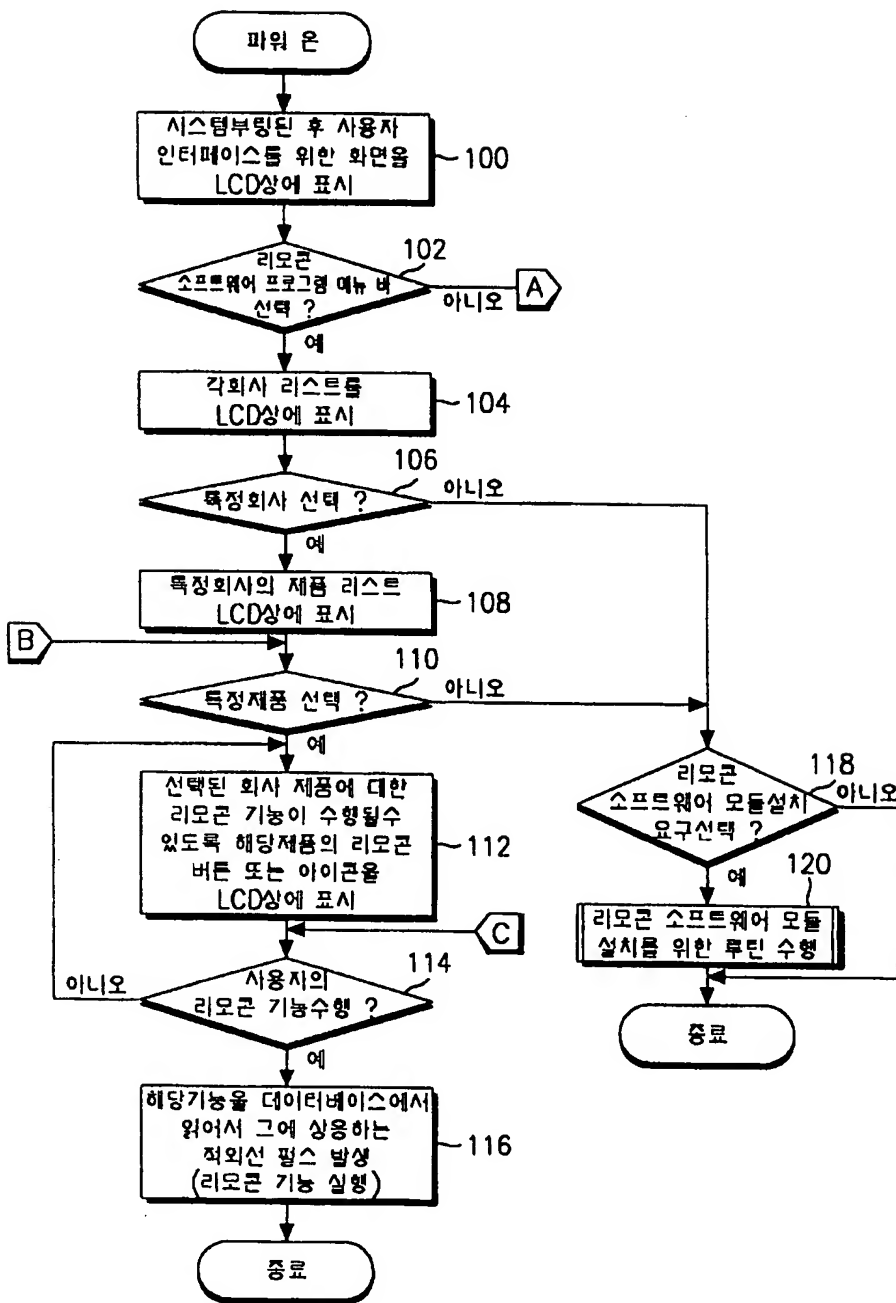 파워 온
시스템부팅된 후 사용자
인터페이스를 위한 화면을
LCD상에 표시
100
102
리모콘
소프트웨어 프로그램 메뉴 바
선택 ?
아니오
A
예
각회사 리스트를
LCD상에 표시
104
106
특정회사 선택 ?
아니오
예
특정회사의 제품 리스트
LCD상에 표시
108
B
110
특정제품 선택 ?
아니오
예
선택된 회사 제품에 대한
리모콘 기능이 수행될수
있도록 해당제품의 리모콘
버튼 또는 아이콘을
LCD상에 표시
112
C
114
사용자의
리모콘 기능수행 ?
아니오
예
해당기능을 데이터베이스에서
읽어서 그에 상응하는
적외선 펄스 발생
(리모콘 기능 실행)
116
종료
118
리모콘
소프트웨어 모듈설치
요구선택 ?
아니오
예
120
리모콘 소프트웨어 모듈
설치를 위한 루틴 수행
종료